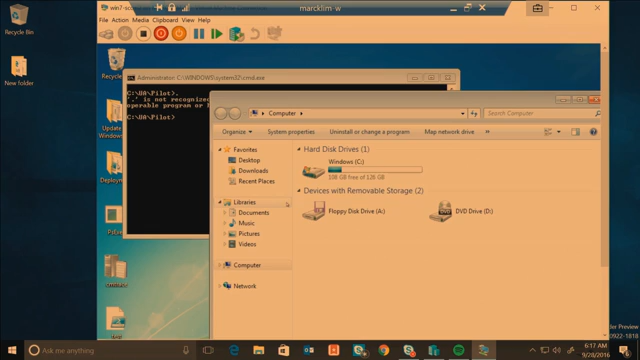 marcklim-w
File Action Media Clipboard View Help
Recycle Bin
New folder
Recycle
Update
Windows
Administrator: C:\WINDOWS\system32\cmd.exe
C:\HA\Pilot>.
'.' is not recognized
operable program or
C:\HA\Pilot>
Computer
Search Computer
Organize
System properties
Uninstall or change a program
Map network drive
»
Favorites
Desktop
Downloads
Recent Places
Libraries
Documents
Music
Pictures
Videos
Computer
Network
Hard Disk Drives (1)
Windows (C:)
108 GB free of 126 GB
Devices with Removable Storage (2)
Floppy Disk Drive (A:)
DVD Drive (D:)
Ask me anything
6:17 AM
9/28/2016